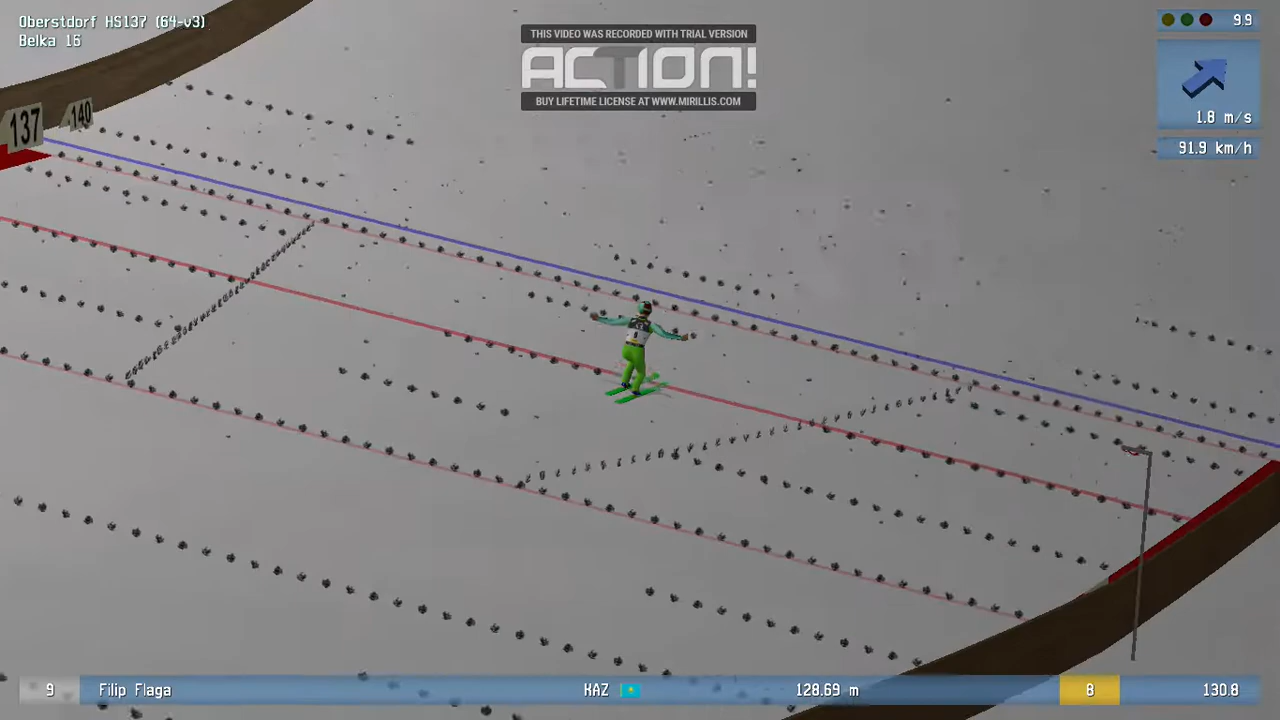 Oberstdorf HS137 (64-v3)
Belka 16
THIS VIDEO WAS RECORDED WITH TRIAL VERSION
ACTION!
BUY LIFETIME LICENSE AT WWW.MIRILLIS.COM
9.9
1.8 m/s
91.9 km/h
137
140
9 Filip Flaga KAZ 128.69 m 8 130.8